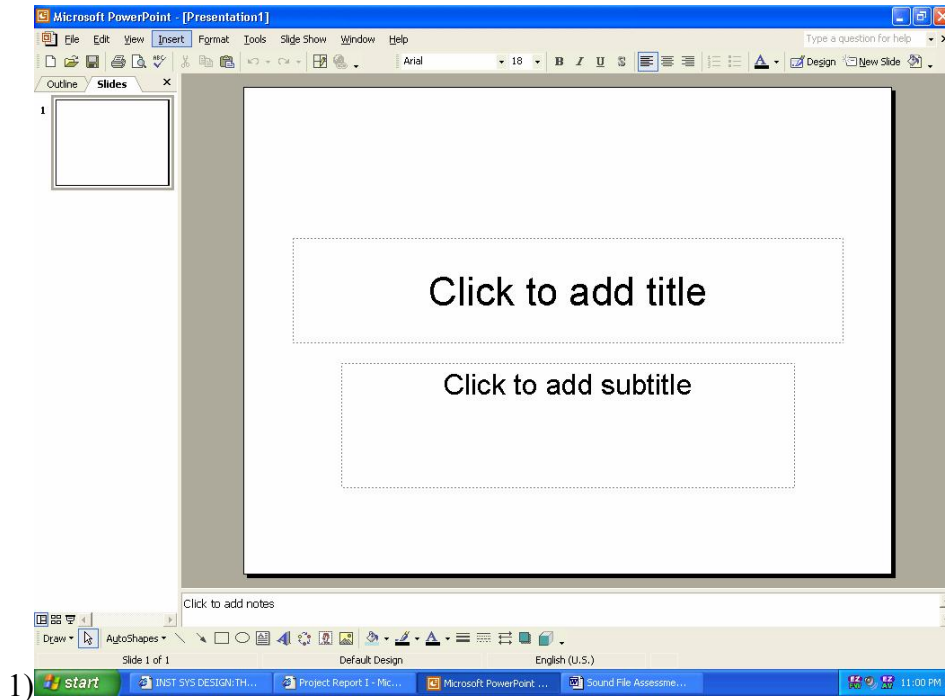 Microsoft PowerPoint - [Presentation1]
File Edit View Insert Format Tools Slide Show Window Help Type a question for help
Arial 18 B I U S A Design New Slide
Outline Slides
1
Click to add title
Click to add subtitle
Click to add notes
Draw AutoShapes A
Slide 1 of 1 Default Design English (U.S.)
1) start INST SYS DESIGN:TH... Project Report I - Mic... Microsoft PowerPoint ... Sound File Assessme... 11:00 PM